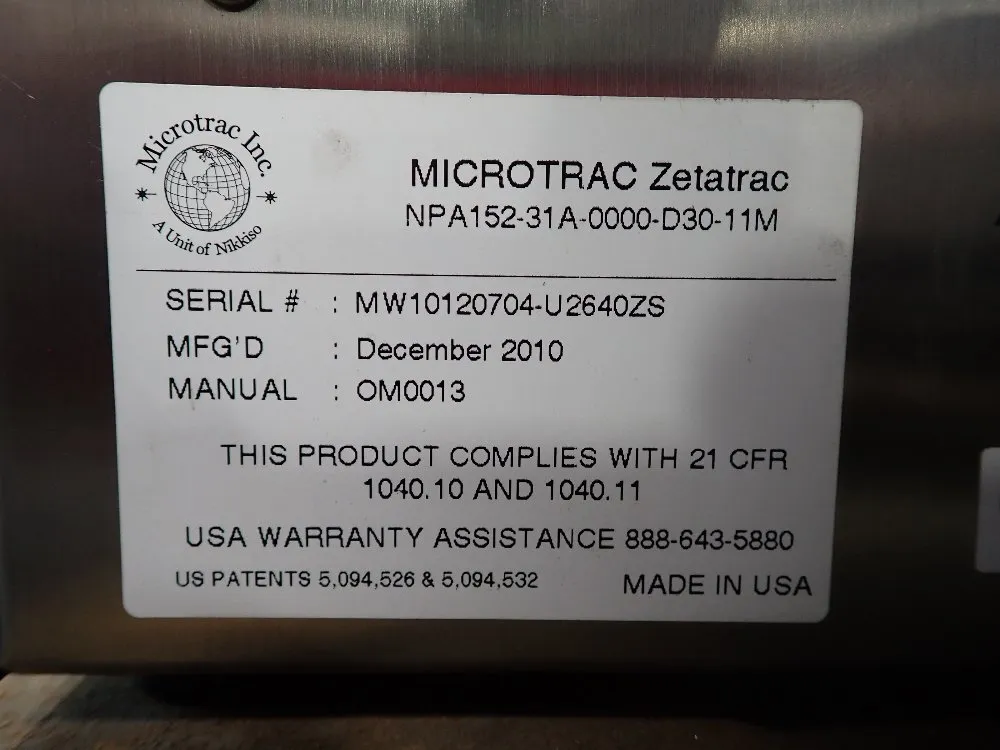 Microtrac Inc.
A Unit of Nikkiso
MICROTRAC Zetatrac
NPA152-31A-0000-D30-11M
SERIAL # : MW10120704-U2640ZS
MFG'D : December 2010
MANUAL : OM0013
THIS PRODUCT COMPLIES WITH 21 CFR
1040.10 AND 1040.11
USA WARRANTY ASSISTANCE 888-643-5880
US PATENTS 5,094,526 & 5,094,532 MADE IN USA